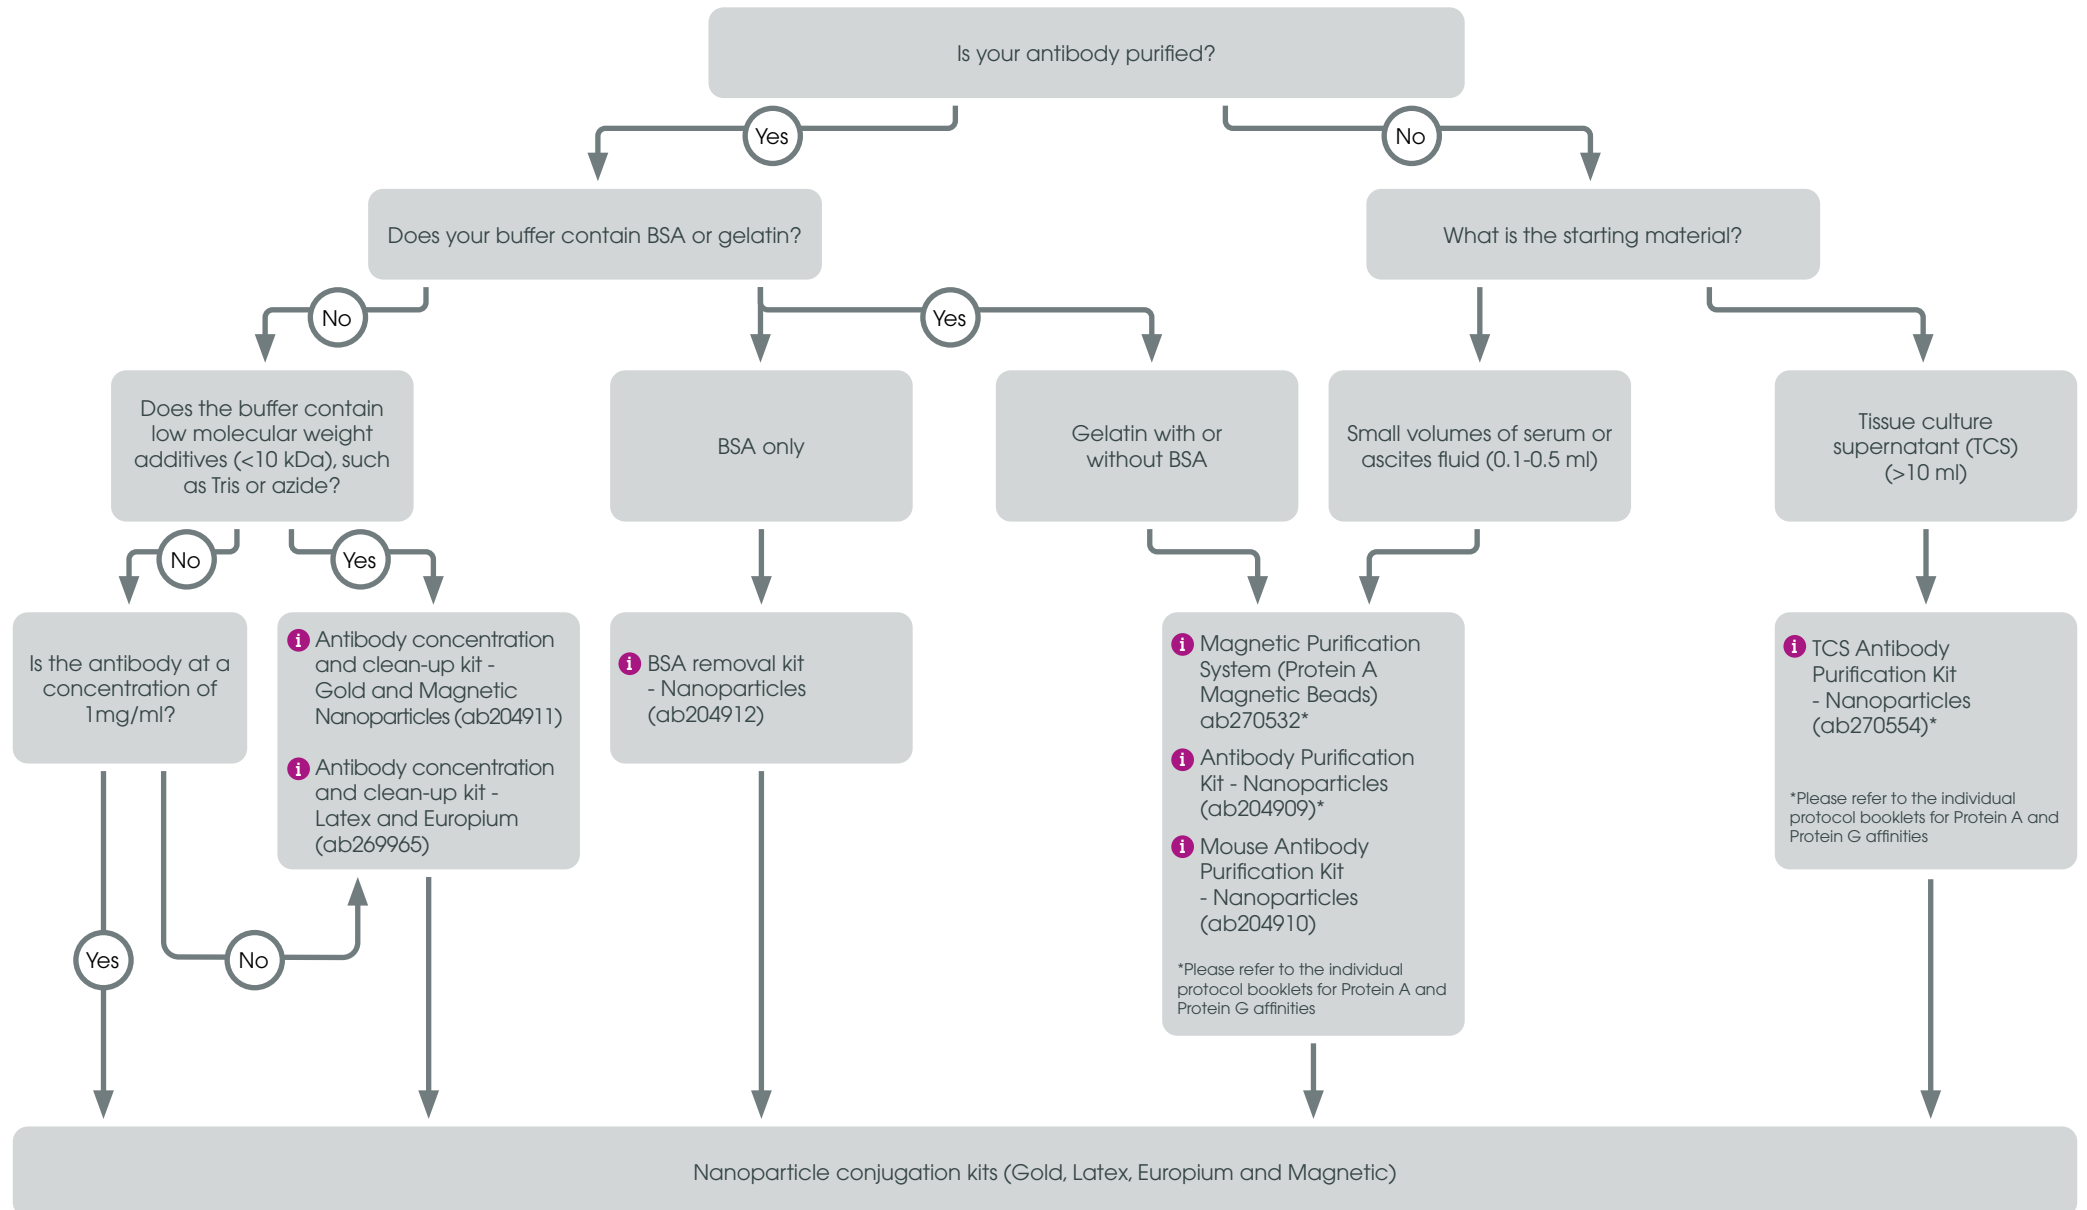 Is your antibody purified?
Yes
No
Does your buffer contain BSA or gelatin?
What is the starting material?
No
Yes
Does the buffer contain
low molecular weight
additives (<10 kDa), such
as Tris or azide?
BSA only
Gelatin with or
without BSA
Small volumes of serum or
ascites fluid (0.1-0.5 ml)
Tissue culture
supernatant (TCS)
(>10 ml)
No
Yes
Is the antibody at a
concentration of
1mg/ml?
i Antibody concentration
and clean-up kit -
Gold and Magnetic
Nanoparticles (ab204911)
i Antibody concentration
and clean-up kit -
Latex and Europium
(ab269965)
i BSA removal kit
- Nanoparticles
(ab204912)
i Magnetic Purification
System (Protein A
Magnetic Beads)
ab270532*
i Antibody Purification
Kit - Nanoparticles
(ab204909)*
i Mouse Antibody
Purification Kit
- Nanoparticles
(ab204910)
*Please refer to the individual
protocol booklets for Protein A and
Protein G affinities
i TCS Antibody
Purification Kit
- Nanoparticles
(ab270554)*
*Please refer to the individual
protocol booklets for Protein A and
Protein G affinities
Yes
No
Nanoparticle conjugation kits (Gold, Latex, Europium and Magnetic)